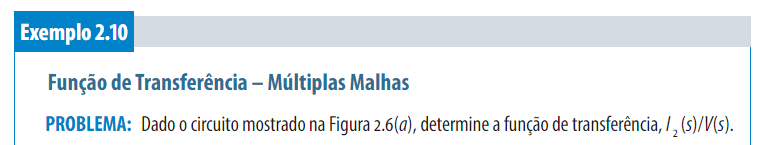 Exemplo 2.10
Função de Transferência – Múltiplas Malhas
PROBLEMA: Dado o circuito mostrado na Figura 2.6(a), determine a função de transferência, I 2 (s)/V(s).